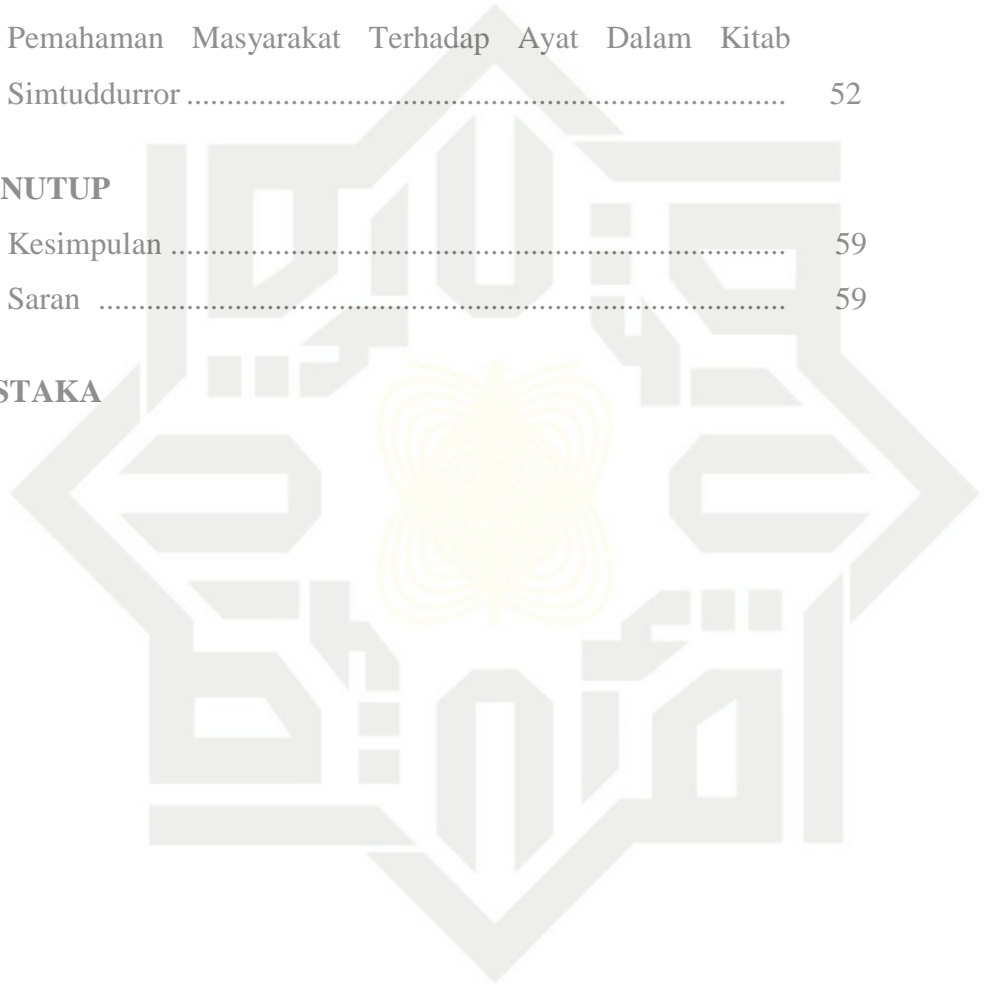 Pemahaman Masyarakat Terhadap Ayat Dalam Kitab
Simtuddurror ........................................................................... 52
NUTUP
Kesimpulan ............................................................................. 59
Saran ...................................................................................... 59
STAKA